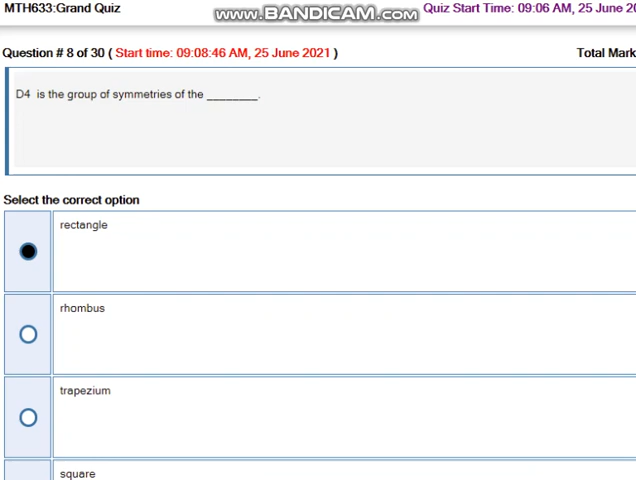 MTH633:Grand Quiz
www.BANDICAM.com
Quiz Start Time: 09:06 AM, 25 June
Question # 8 of 30 ( Start time: 09:08:46 AM, 25 June 2021 )
Total Mark
D4 is the group of symmetries of the ________.
Select the correct option
rectangle
rhombus
trapezium
square